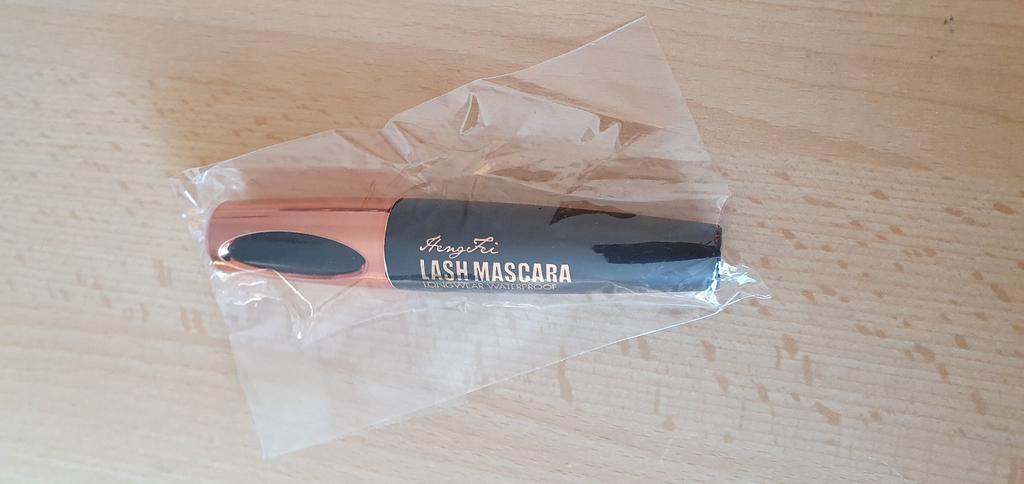 HengFei
LASH MASCARA
LONGWEAR WATERPROOF